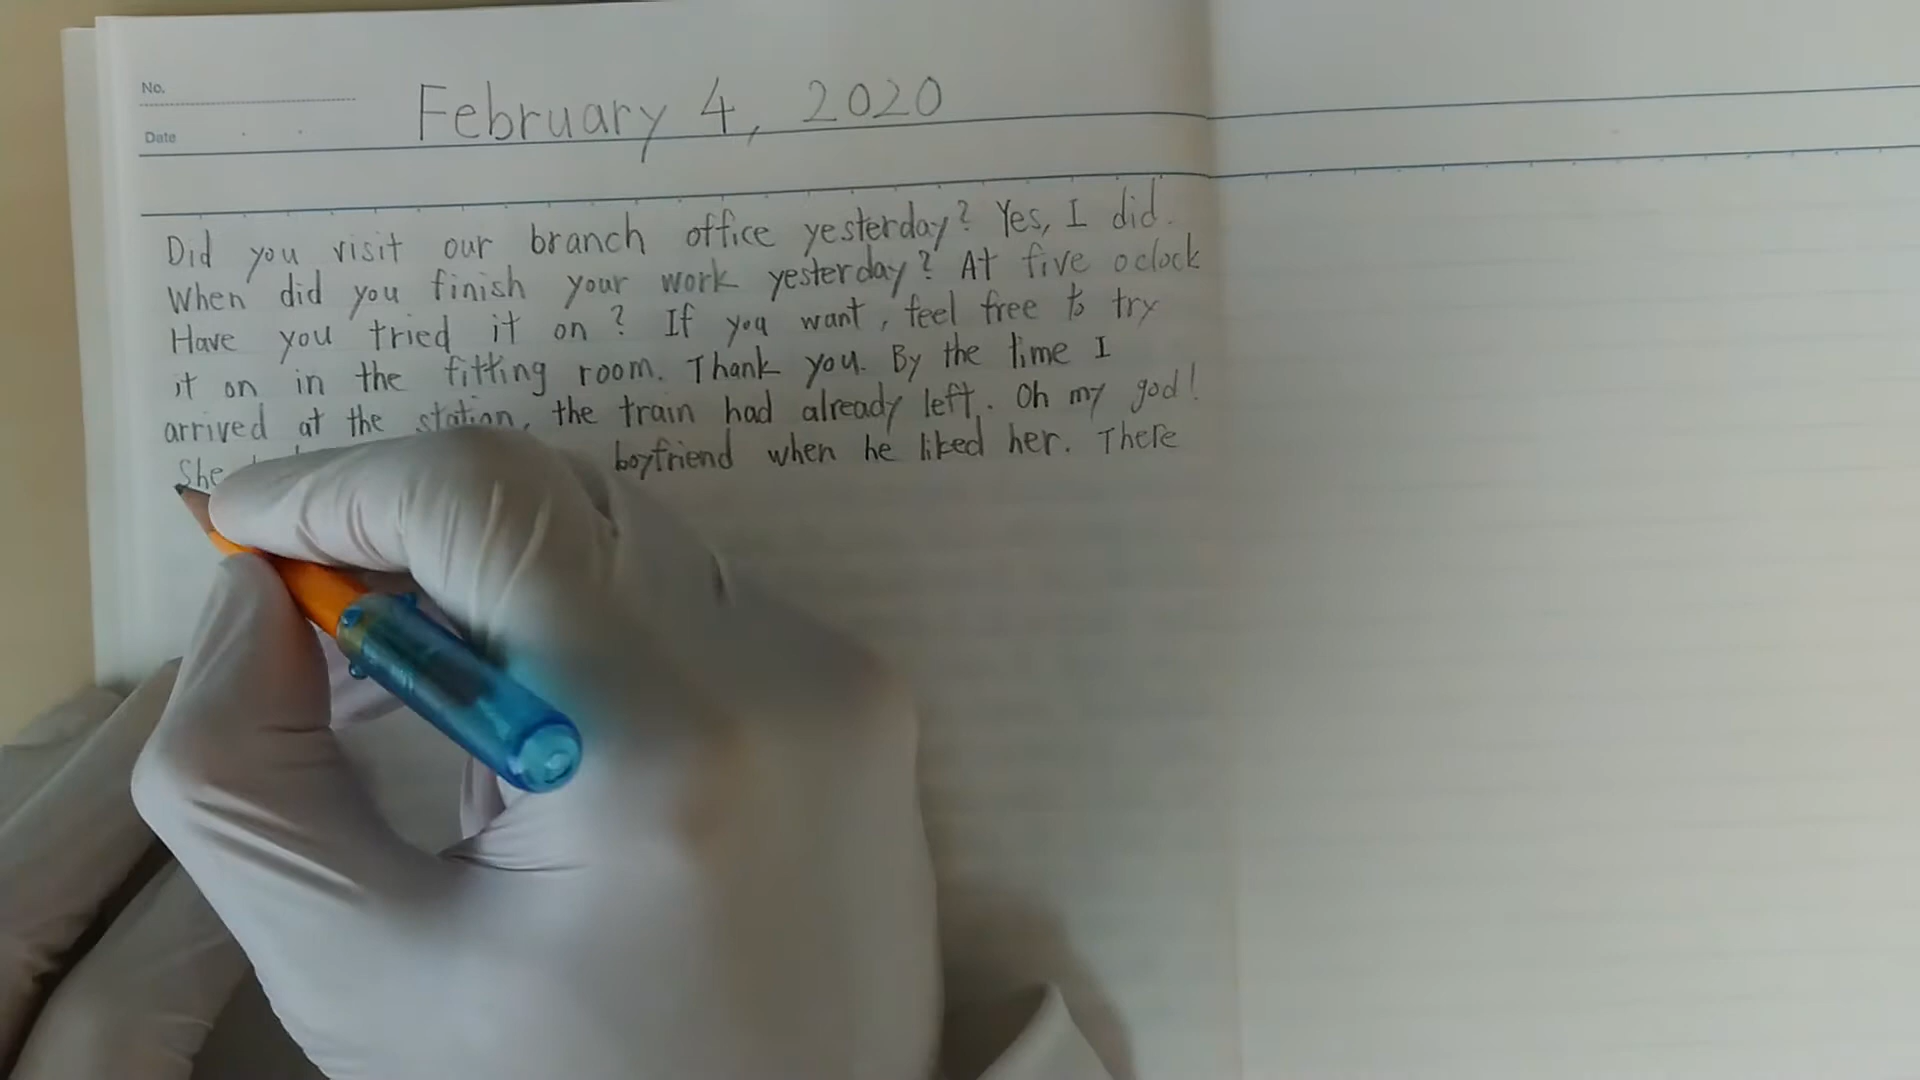 No.
February 4, 2020
Date
Did you visit our branch office yesterday? Yes, I did.
When did you finish your work yesterday? At five oclock
Have you tried it on? If you want, feel free to try
it on in the fitting room. Thank you. By the time I
arrived at the station, the train had already left. Oh my god!
She boyfriend when he liked her. There